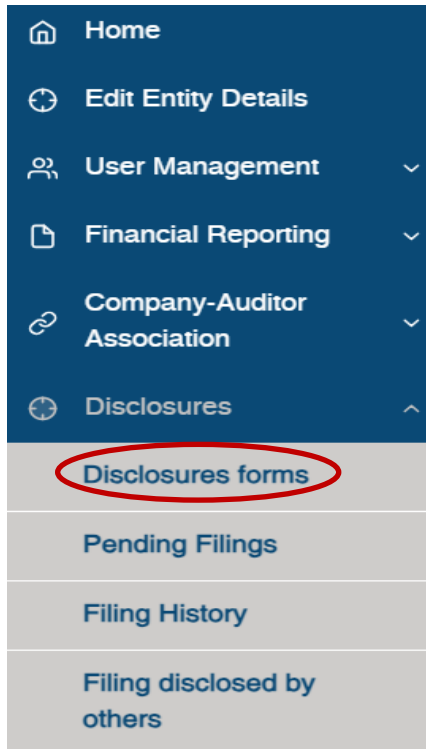 Home
Edit Entity Details
User Management
Financial Reporting
Company-Auditor
Association
Disclosures
Disclosures forms
Pending Filings
Filing History
Filing disclosed by
others